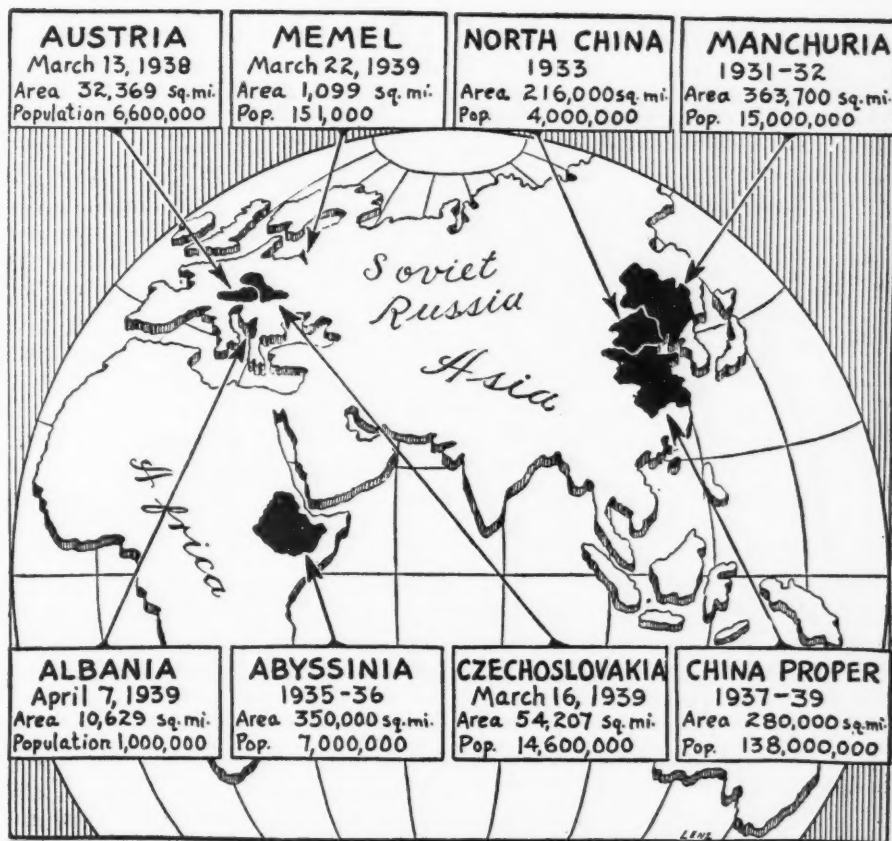 AUSTRIA
March 13, 1938
Area 32,369 sq.mi.
Population 6,600,000
MEMEL
March 22, 1939
Area 1,099 sq.mi.
Pop. 151,000
NORTH CHINA
1933
Area 216,000 sq.mi.
Pop. 4,000,000
MANCHURIA
1931-32
Area 363,700 sq.mi.
Pop. 15,000,000
Soviet
Russia
Asia
Africa
ALBANIA
April 7, 1939
Area 10,629 sq.mi.
Population 1,000,000
ABYSSINIA
1935-36
Area 350,000 sq.mi.
Pop. 7,000,000
CZECHOSLOVAKIA
March 16, 1939
Area 54,207 sq.mi.
Pop. 14,600,000
CHINA PROPER
1937-39
Area 280,000 sq.mi.
Pop. 138,000,000
LENZ